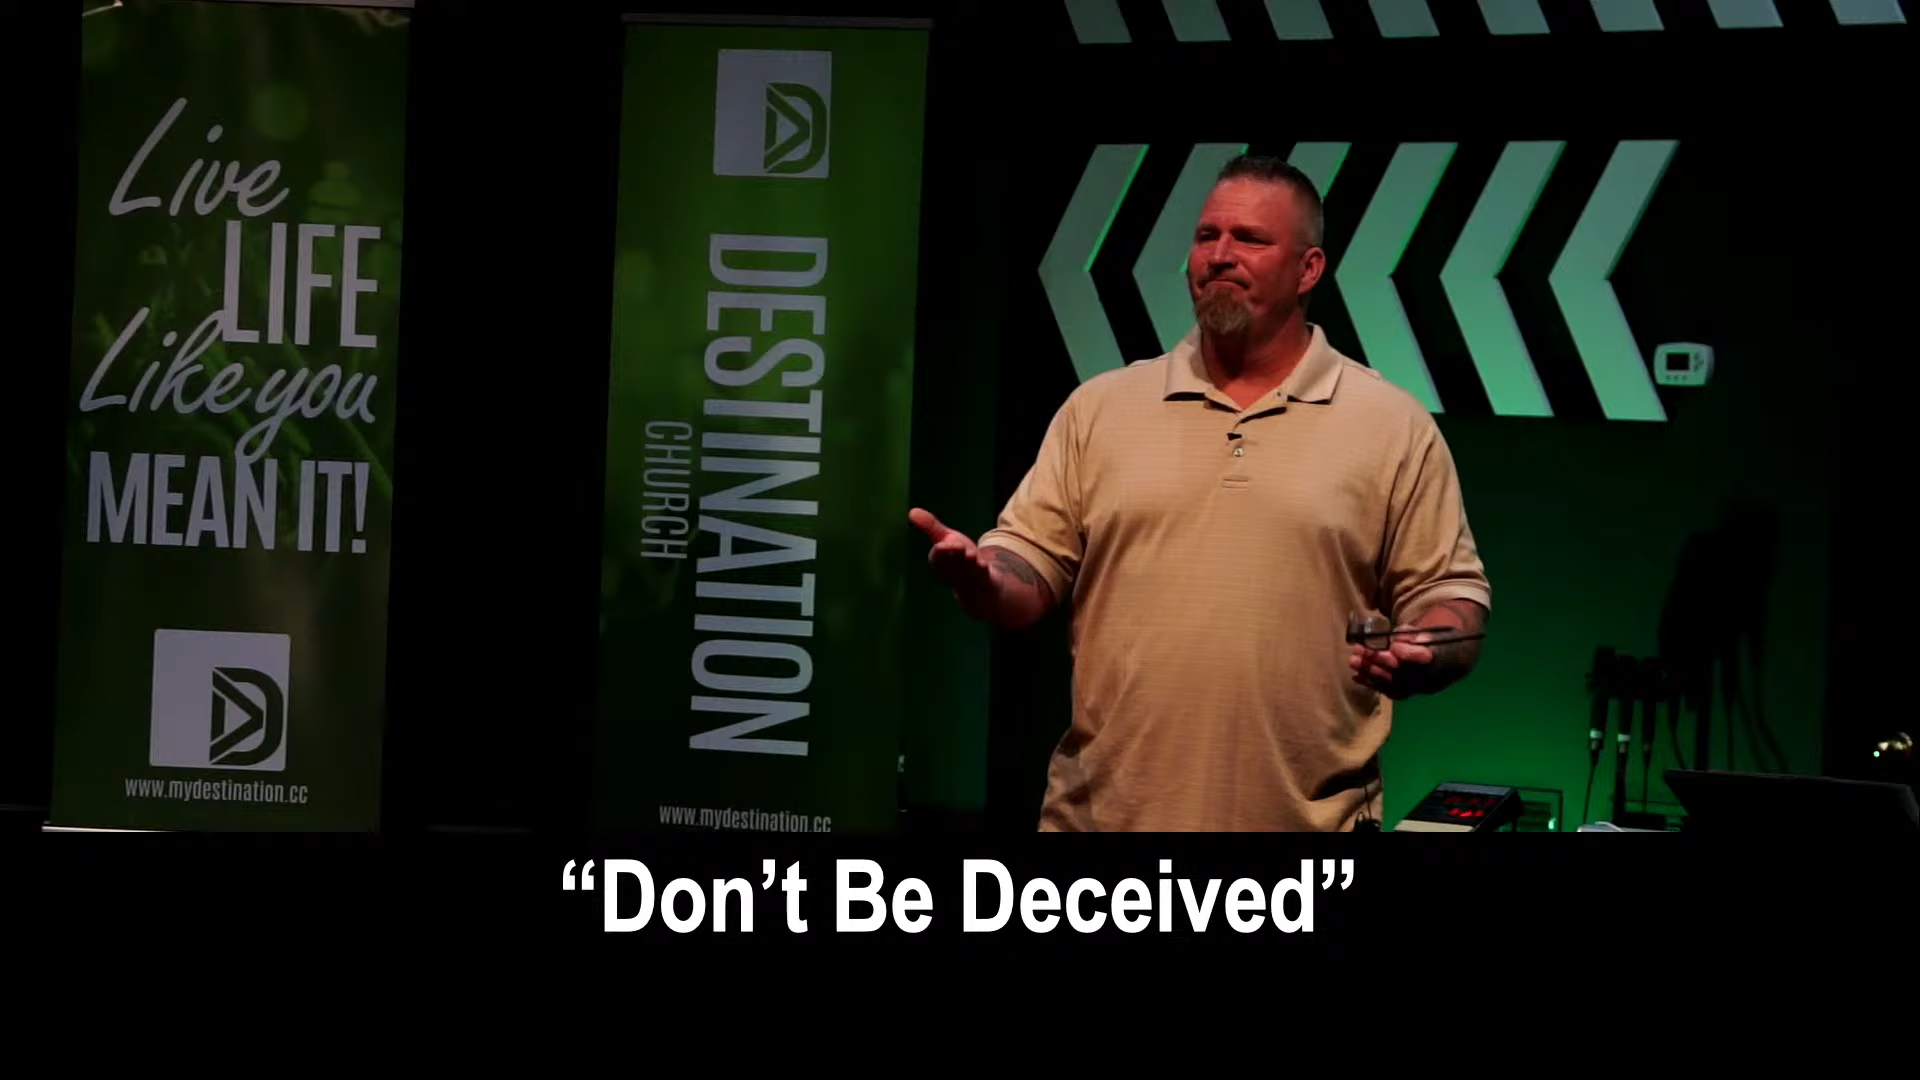 Live
LIFE
Like you
MEAN IT!
www.mydestination.cc
DESTINATION
CHURCH
www.mydestination.cc
“Don’t Be Deceived”